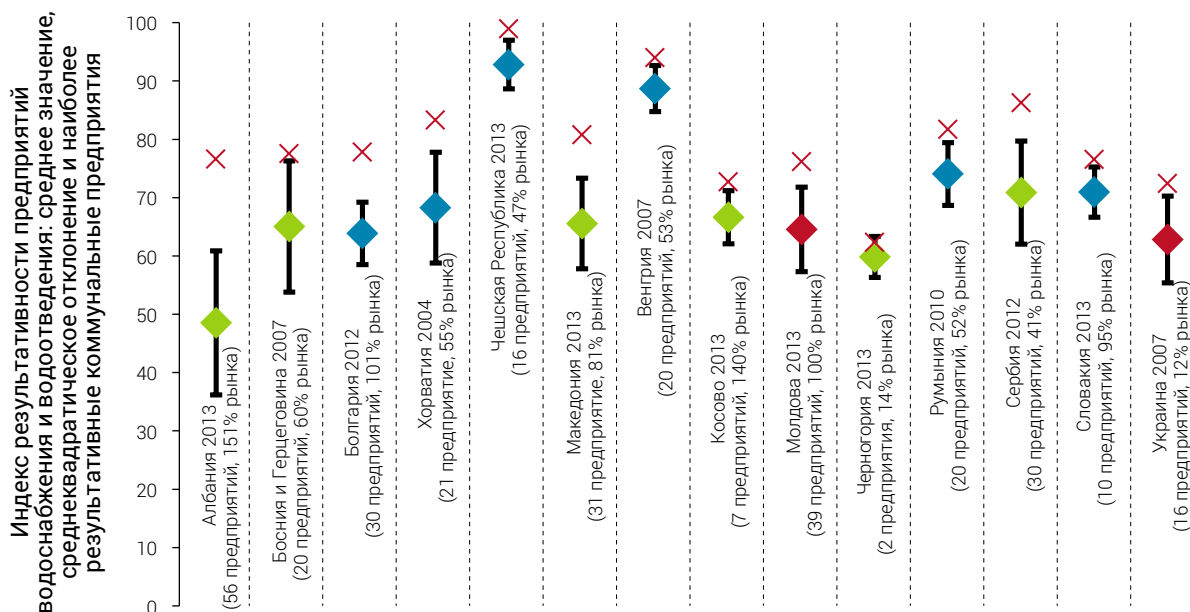 Индекс результативности предприятий
водоснабжения и водоотведения: среднее значение,
среднеквадратическое отклонение и наиболее
результативные коммунальные предприятия
100
90
80
70
60
50
40
30
20
10
0
Албания 2013
(56 предприятий, 151% рынка)
Босния и Герцеговина 2007
(20 предприятий, 60% рынка)
Болгария 2012
(30 предприятий, 101% рынка)
Хорватия 2004
(21 предприятие, 55% рынка)
Чешская Республика 2013
(16 предприятий, 47% рынка)
Македония 2013
(31 предприятие, 81% рынка)
Венгрия 2007
(20 предприятий, 53% рынка)
Косово 2013
(7 предприятий, 140% рынка)
Молдова 2013
(39 предприятий, 100% рынка)
Черногория 2013
(2 предприятия, 14% рынка)
Румыния 2010
(20 предприятий, 52% рынка)
Сербия 2012
(30 предприятий, 41% рынка)
Словакия 2013
(10 предприятий, 95% рынка)
Украина 2007
(16 предприятий, 12% рынка)